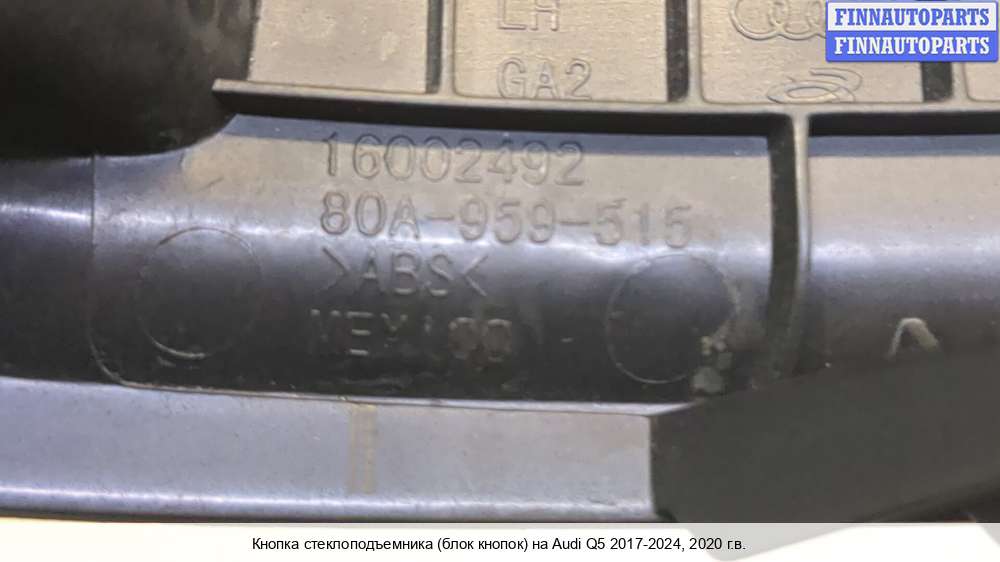 FINNAUTOPARTS
FINNAUTOPARTS
LH
GA2
16002492
80A-959-515
>ABS<
MEXICO
A
Кнопка стеклоподъемника (блок кнопок) на Audi Q5 2017-2024, 2020 г.в.